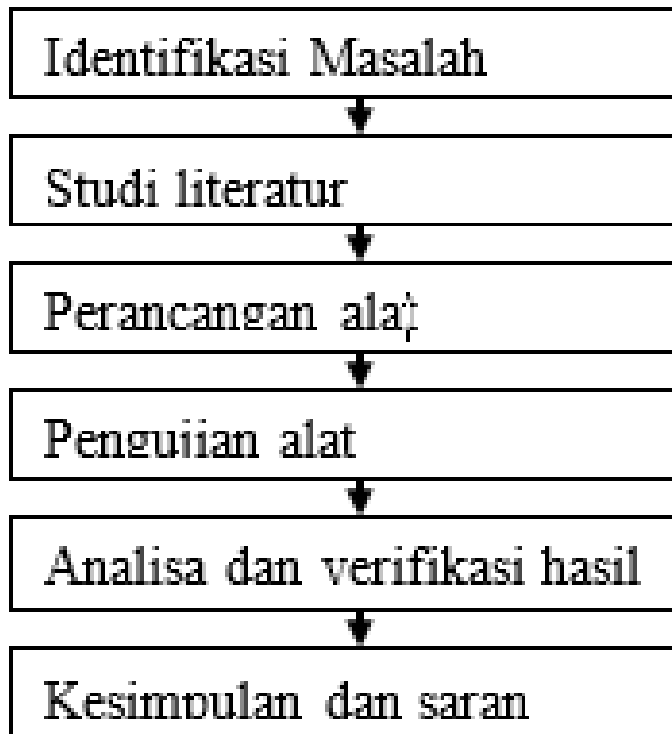 Identifikasi Masalah
Studi literatur
Perancangan alat
Pengujian alat
Analisa dan verifikasi hasil
Kesimpulan dan saran